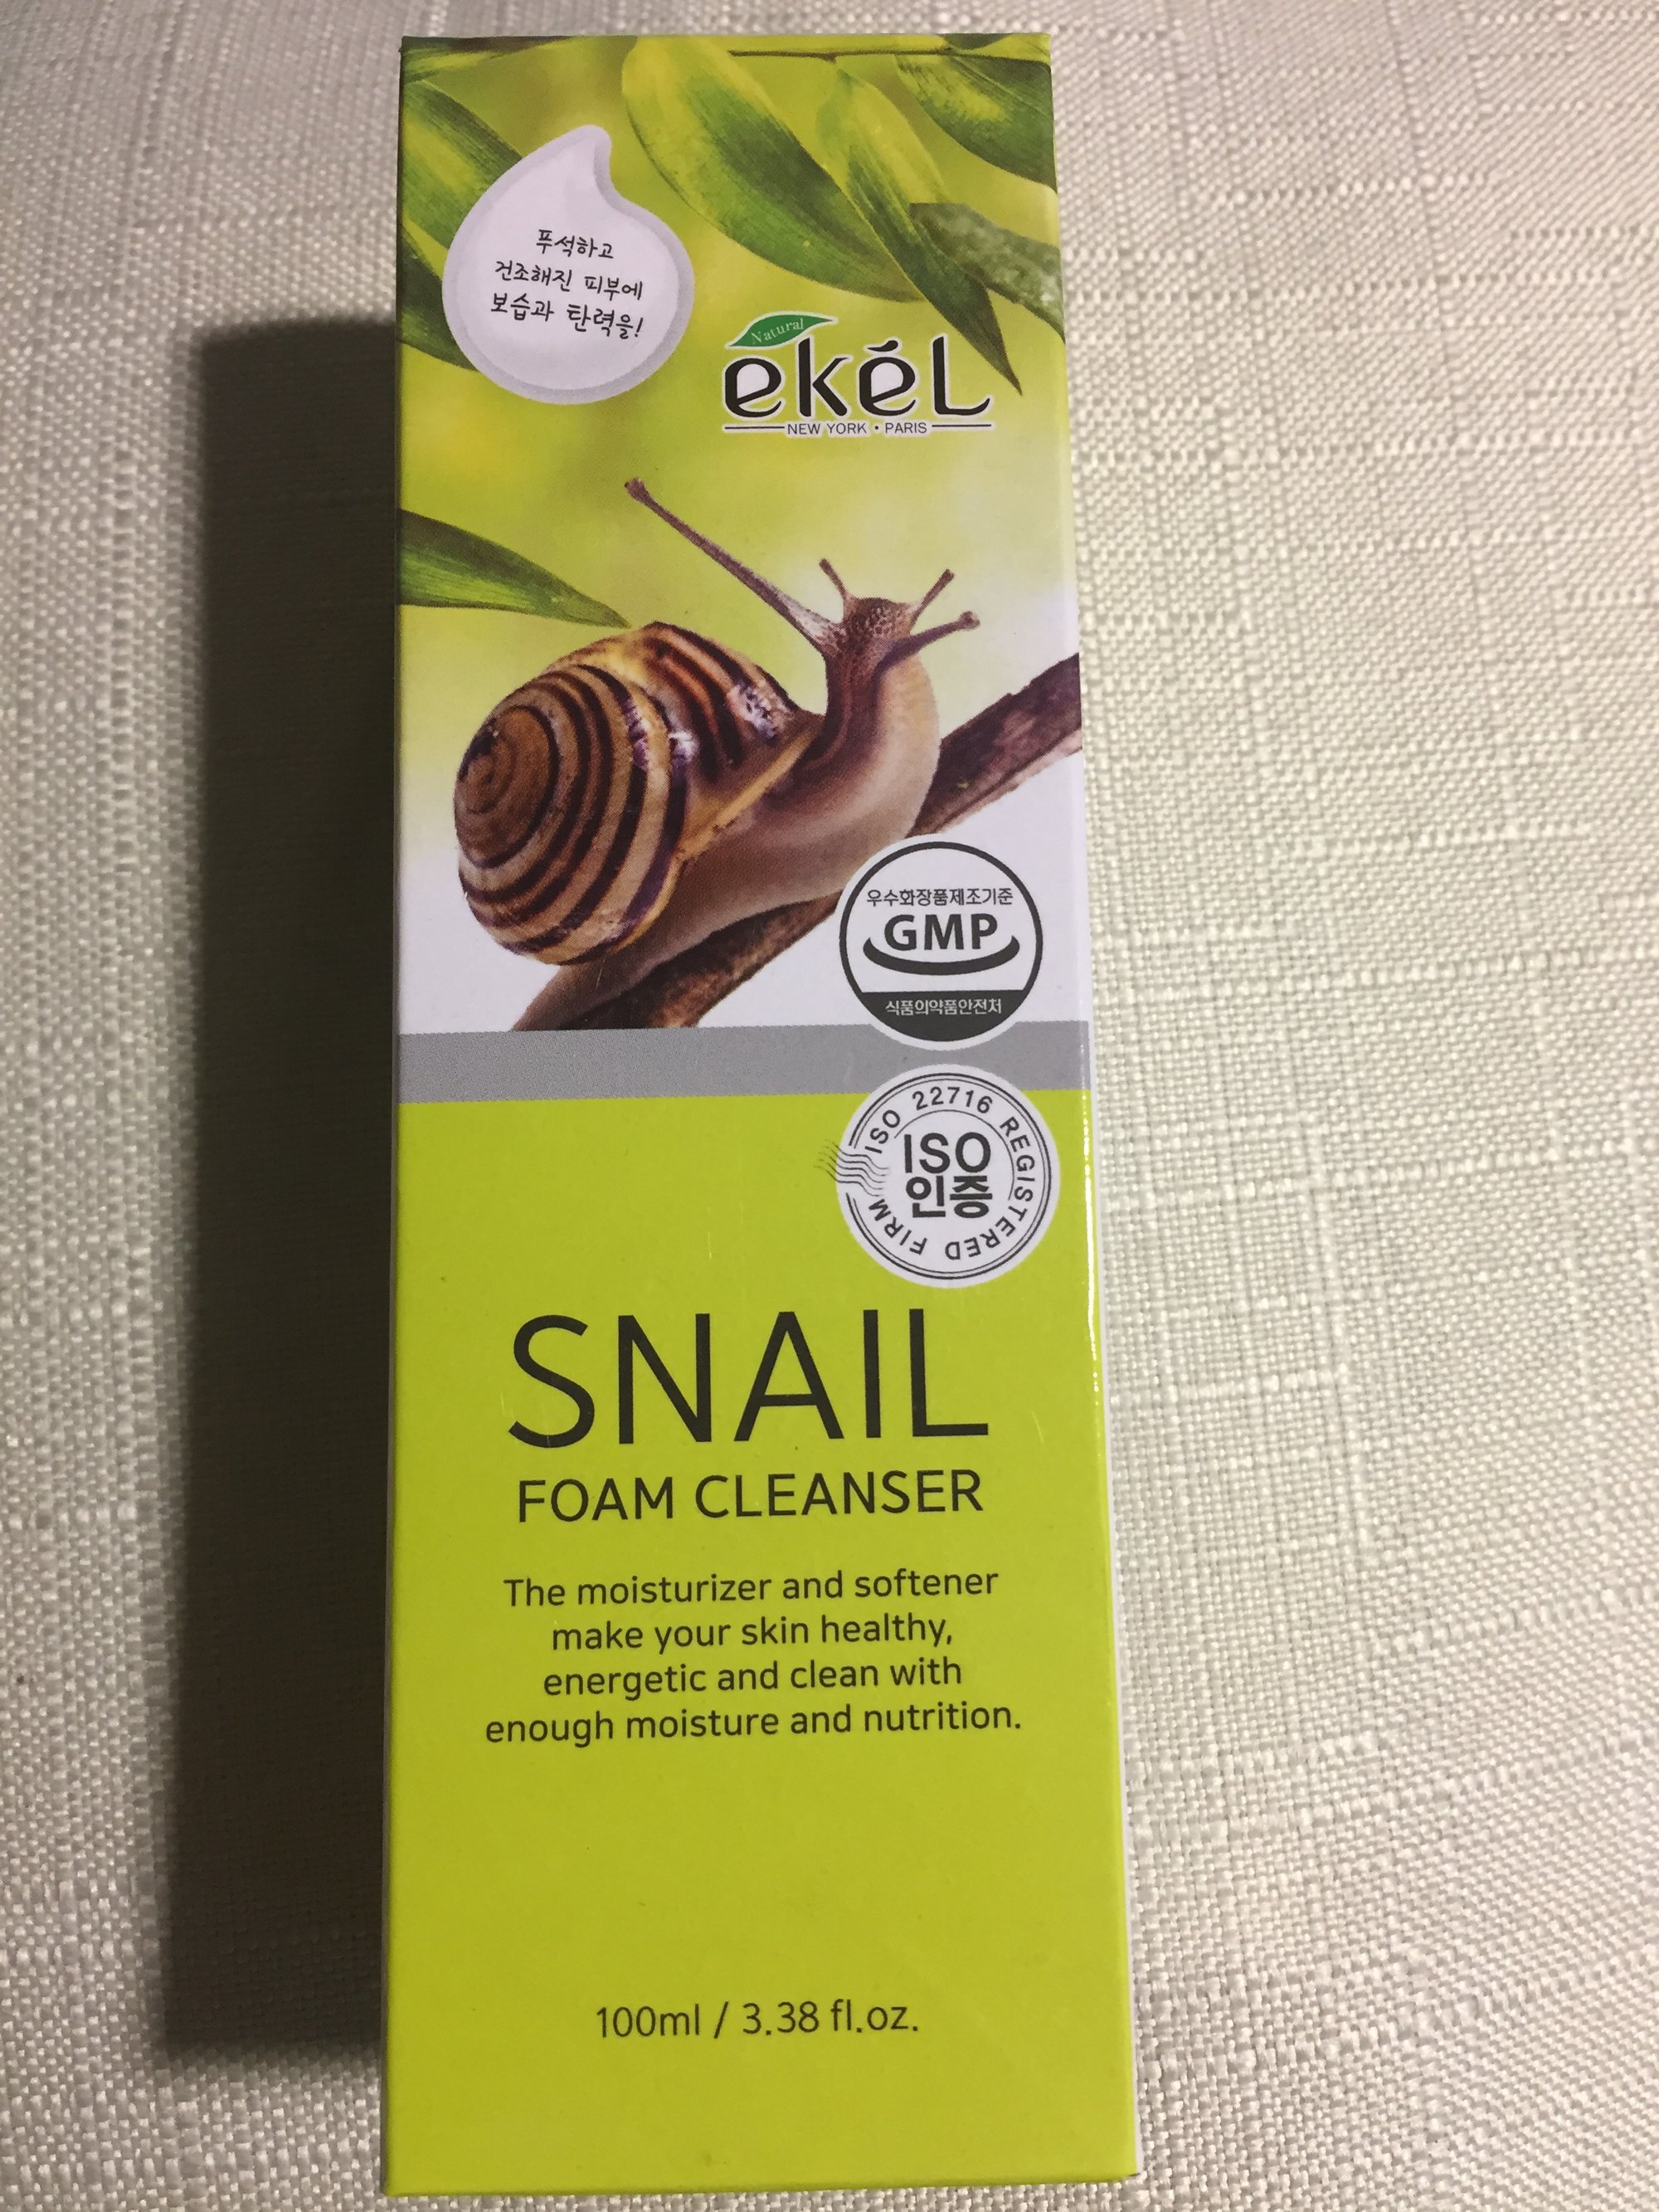 푸석하고
건조해진 피부에
보습과 탄력을!
Natural
ekéL
NEW YORK • PARIS
우수화장품제조기준
GMP
식품의약품안전처
ISO 22716 REGISTERED FIRM
ISO
인증
SNAIL
FOAM CLEANSER
The moisturizer and softener
make your skin healthy,
energetic and clean with
enough moisture and nutrition.
100ml / 3.38 fl.oz.